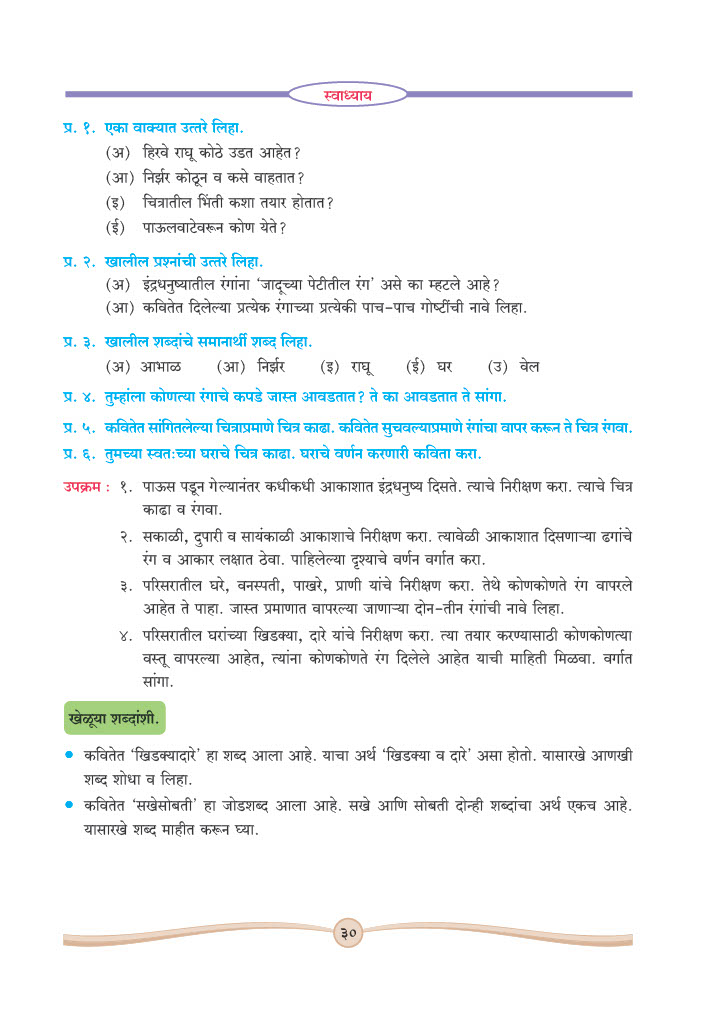 स्वाध्याय
प्र. १. एका वाक्यात उत्तरे लिहा.
(अ) हिरवे राघू कोठे उडत आहेत?
(आ) निर्झर कोठून व कसे वाहतात?
(इ) चित्रातील भिंती कशा तयार होतात?
(ई) पाऊलवाटेवरून कोण येते?
प्र. २. खालील प्रश्नांची उत्तरे लिहा.
(अ) इंद्रधनुष्यातील रंगांना ‘जादूच्या पेटीतील रंग’ असे का म्हटले आहे?
(आ) कवितेत दिलेल्या प्रत्येक रंगाच्या प्रत्येकी पाच-पाच गोष्टींची नावे लिहा.
प्र. ३. खालील शब्दांचे समानार्थी शब्द लिहा.
(अ) आभाळ (आ) निर्झर (इ) राघू (ई) घर (उ) वेल
प्र. ४. तुम्हांला कोणत्या रंगाचे कपडे जास्त आवडतात? ते का आवडतात ते सांगा.
प्र. ५. कवितेत सांगितलेल्या चित्राप्रमाणे चित्र काढा. कवितेत सुचवल्याप्रमाणे रंगांचा वापर करून ते चित्र रंगवा.
प्र. ६. तुमच्या स्वतःच्या घराचे चित्र काढा. घराचे वर्णन करणारी कविता करा.
उपक्रम : १. पाऊस पडून गेल्यानंतर कधीकधी आकाशात इंद्रधनुष्य दिसते. त्याचे निरीक्षण करा. त्याचे चित्र
काढा व रंगवा.
२. सकाळी, दुपारी व सायंकाळी आकाशाचे निरीक्षण करा. त्यावेळी आकाशात दिसणाऱ्या ढगांचे
रंग व आकार लक्षात ठेवा. पाहिलेल्या दृश्याचे वर्णन वर्गात करा.
३. परिसरातील घरे, वनस्पती, पाखरे, प्राणी यांचे निरीक्षण करा. तेथे कोणकोणते रंग वापरले
आहेत ते पाहा. जास्त प्रमाणात वापरल्या जाणाऱ्या दोन-तीन रंगांची नावे लिहा.
४. परिसरातील घरांच्या खिडक्या, दारे यांचे निरीक्षण करा. त्या तयार करण्यासाठी कोणकोणत्या
वस्तू वापरल्या आहेत, त्यांना कोणकोणते रंग दिलेले आहेत याची माहिती मिळवा. वर्गात
सांगा.
खेळूया शब्दांशी.
• कवितेत ‘खिडक्यादारे’ हा शब्द आला आहे. याचा अर्थ ‘खिडक्या व दारे’ असा होतो. यासारखे आणखी
शब्द शोधा व लिहा.
• कवितेत ‘सखेसोबती’ हा जोडशब्द आला आहे. सखे आणि सोबती दोन्ही शब्दांचा अर्थ एकच आहे.
यासारखे शब्द माहीत करून घ्या.
३०